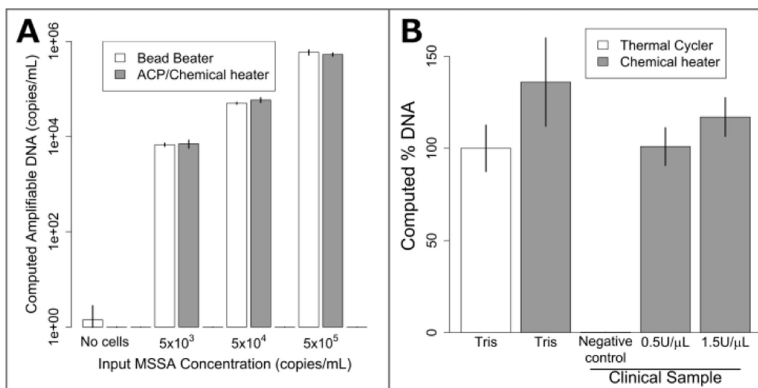 A
Computed Amplifiable DNA (copies/mL)
1e+06
1e+04
1e+02
1e+00
Bead Beater
ACP/Chemical heater
No cells 5x10³ 5x10⁴ 5x10⁵
Input MSSA Concentration (copies/mL)
B
Computed % DNA
150
100
50
0
Thermal Cycler
Chemical heater
Tris Tris Negative control 0.5U/µL 1.5U/µL
Clinical Sample